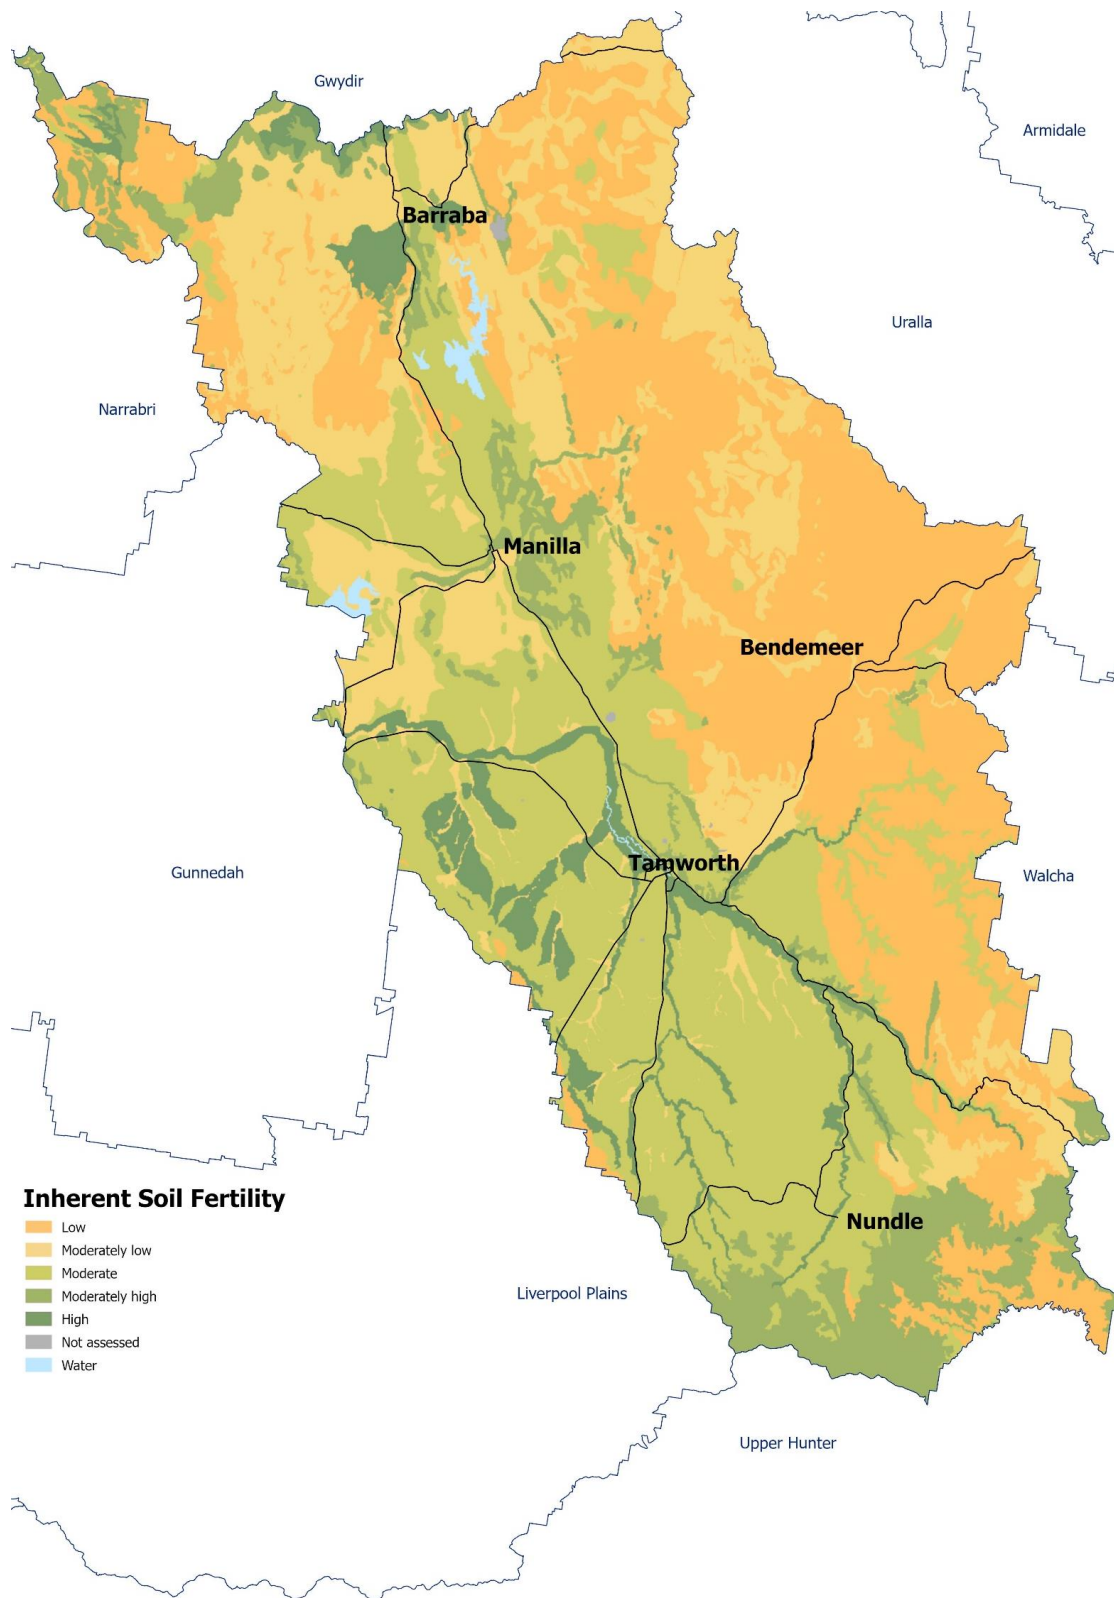 Gwydir
Armidale
Barraba
Uralla
Narrabri
Manilla
Bendemeer
Tamworth
Gunnedah
Walcha
Inherent Soil Fertility
Low
Moderately low
Moderate
Moderately high
High
Not assessed
Water
Nundle
Liverpool Plains
Upper Hunter